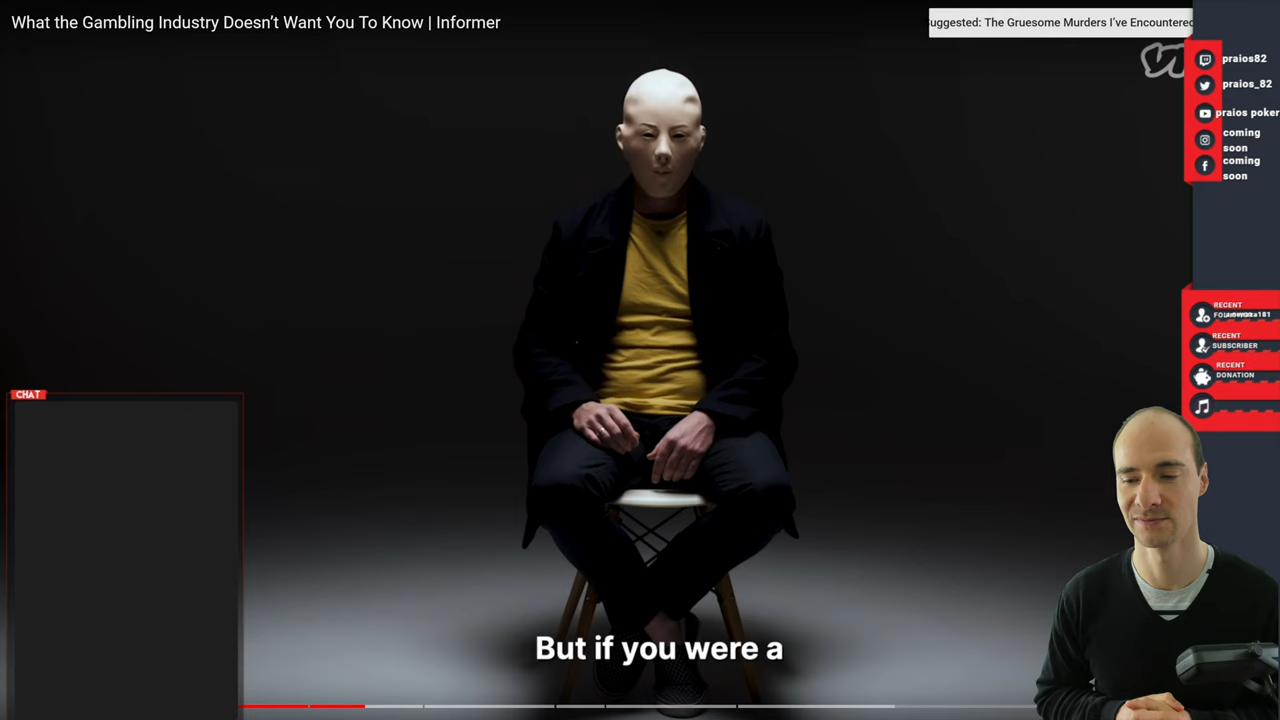 What the Gambling Industry Doesn’t Want You To Know | Informer
uggested: The Gruesome Murders I’ve Encountered
praios82
praios_82
praios poker
coming
soon
coming
soon
RECENT
RECENT
SUBSCRIBER
RECENT
DONATION
CHAT
But if you were a